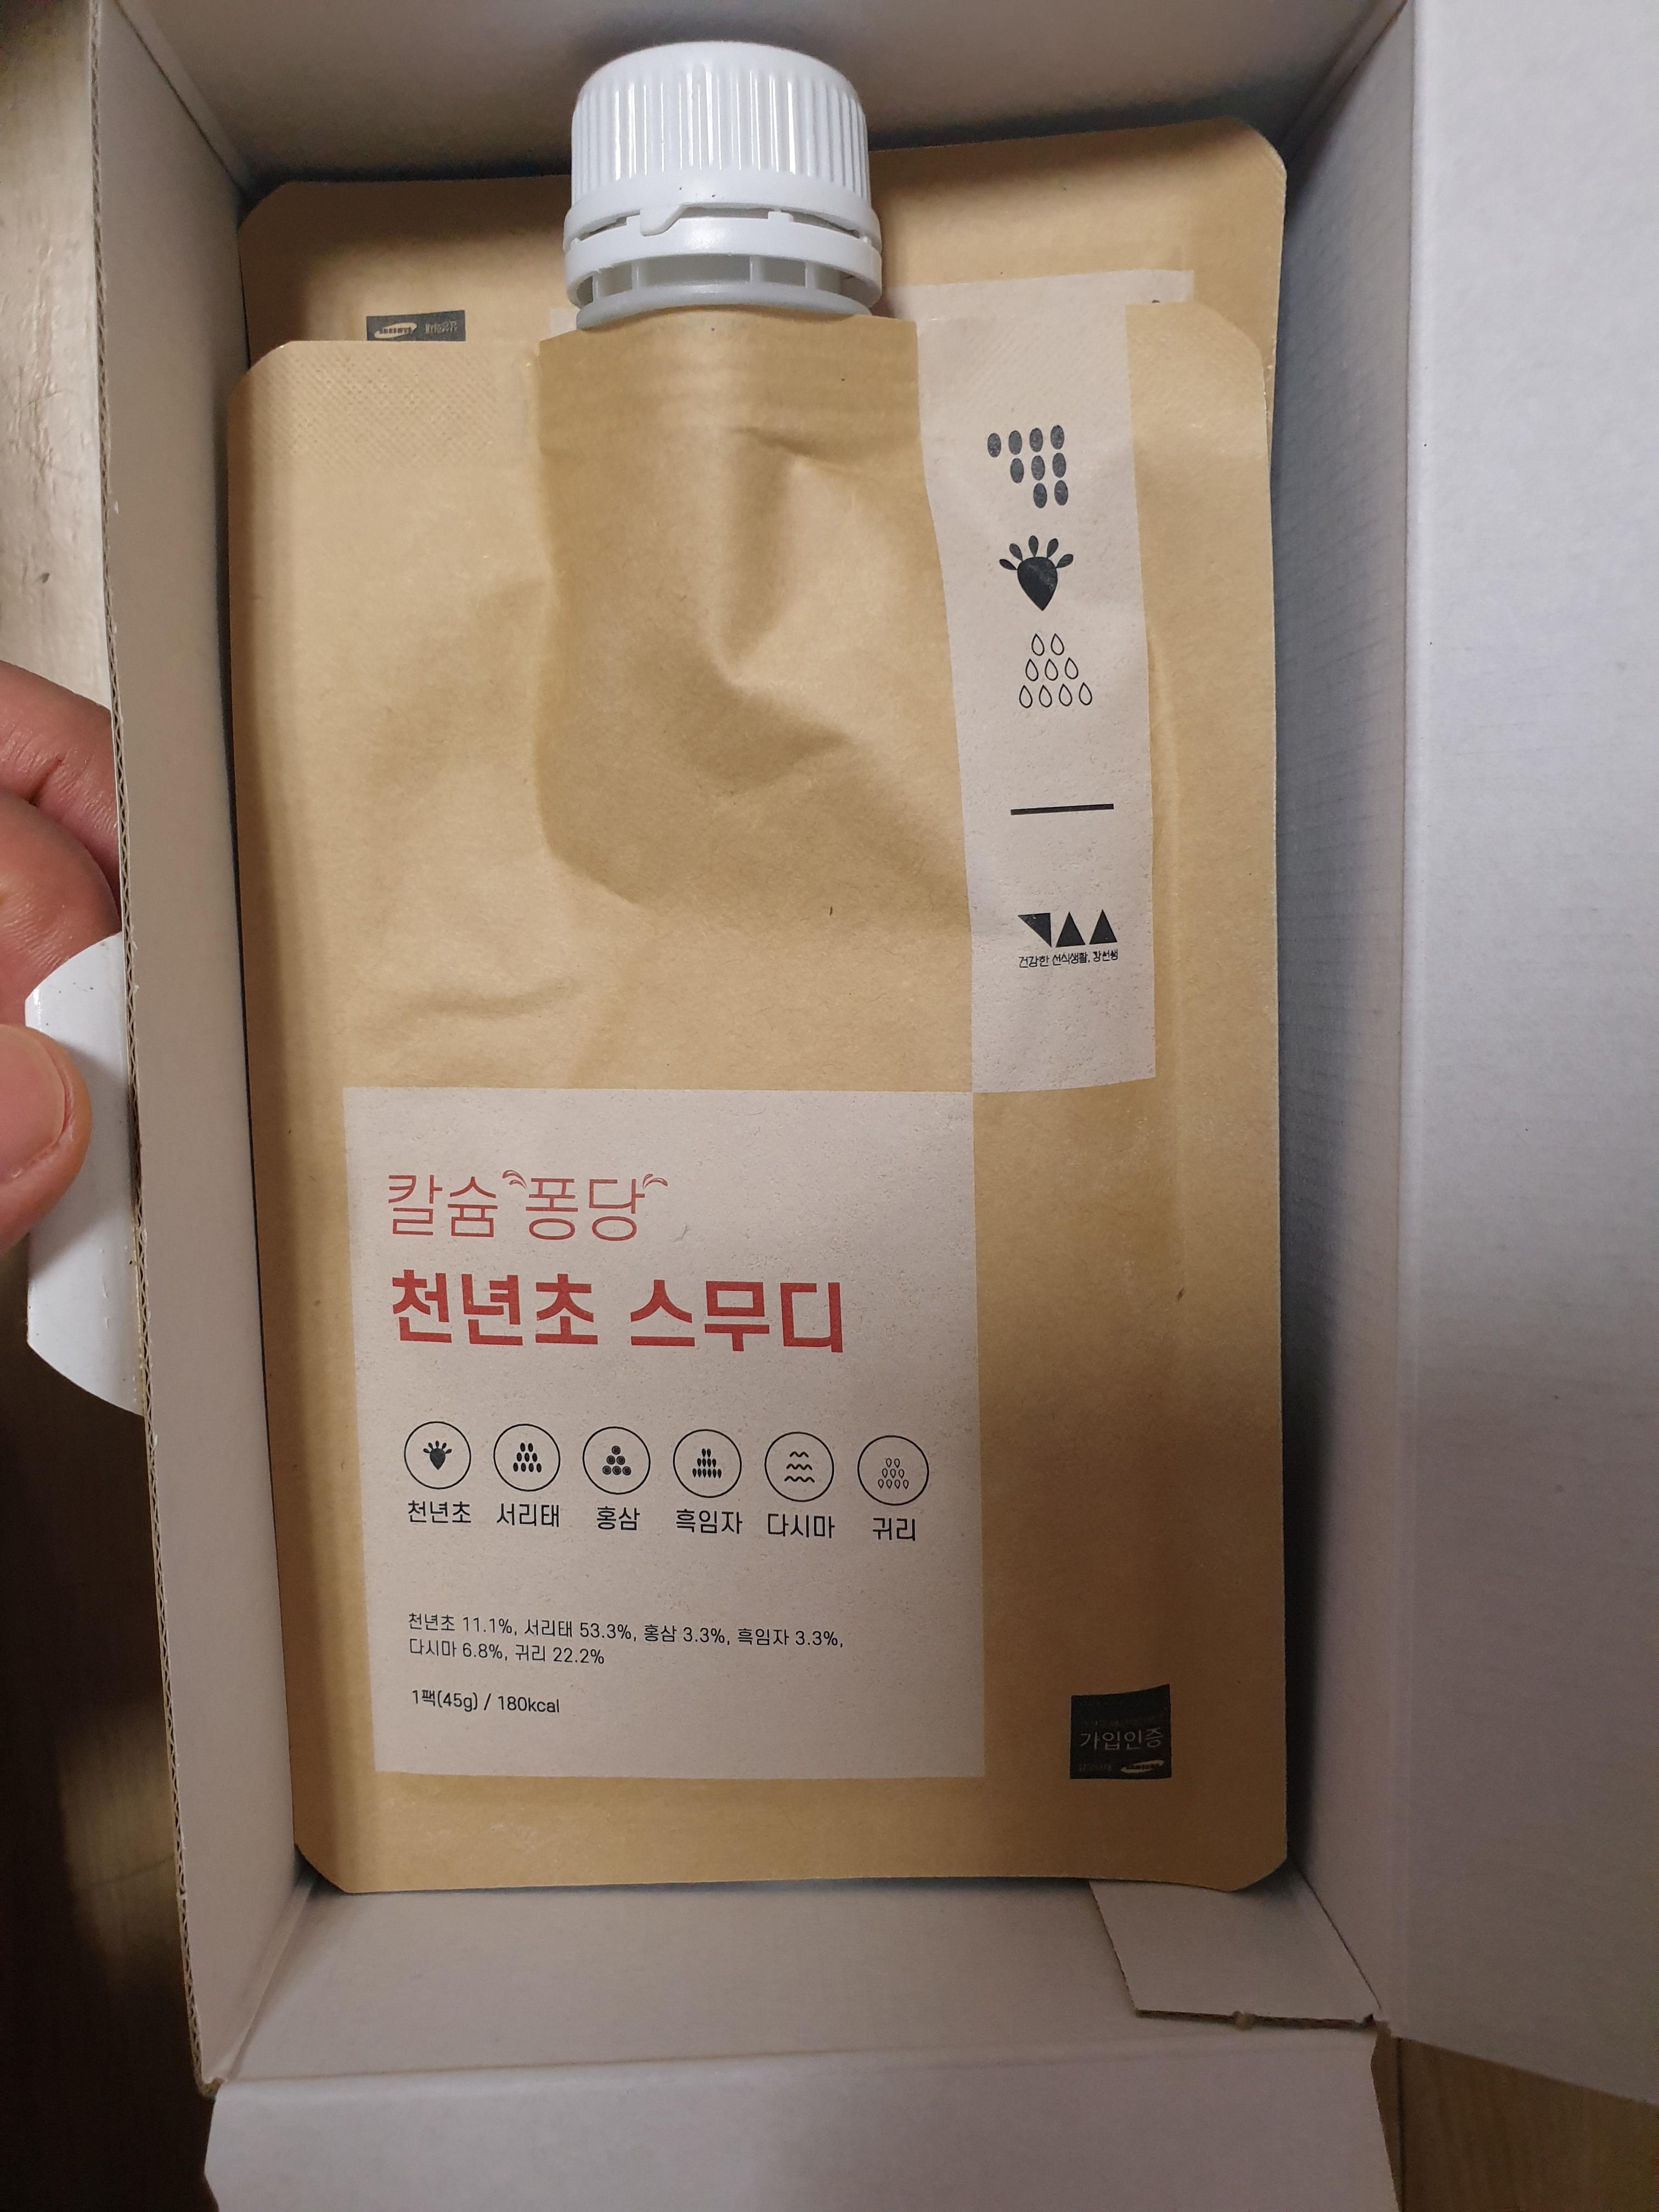 건강한 선식생활, 강선생
칼슘 퐁당
천년초 스무디
천년초 서리태 홍삼 흑임자 다시마 귀리
천년초 11.1%, 서리태 53.3%, 홍삼 3.3%, 흑임자 3.3%,
다시마 6.8%, 귀리 22.2%
1팩(45g) / 180kcal
가입인증